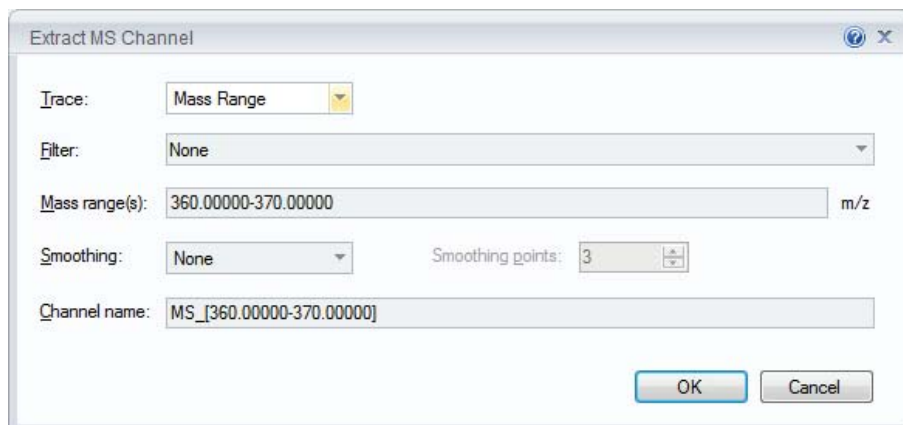 Extract MS Channel
Trace: Mass Range
Filter: None
Mass range(s): 360.00000-370.00000 m/z
Smoothing: None Smoothing points: 3
Channel name: MS_[360.00000-370.00000]
OK Cancel